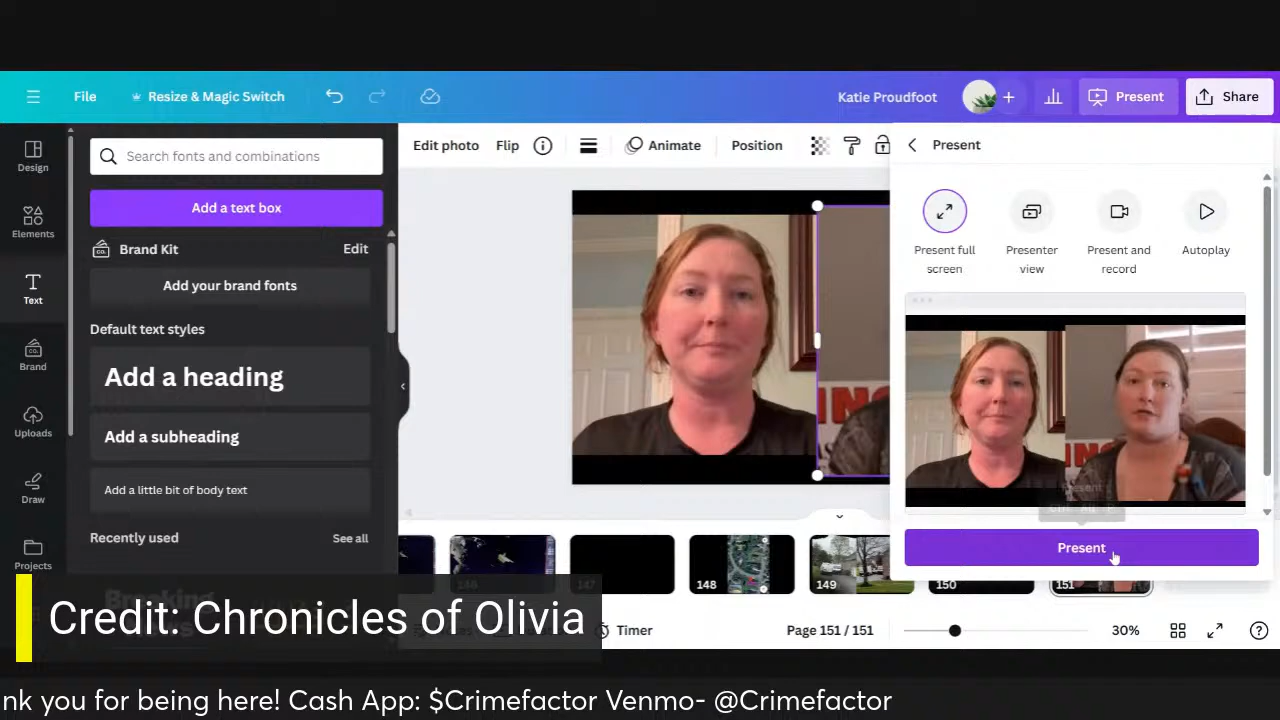 File
Resize & Magic Switch
Katie Proudfoot
Present
Share
Design
Elements
Text
Brand
Uploads
Draw
Projects
Search fonts and combinations
Add a text box
Brand Kit
Edit
Add your brand fonts
Default text styles
Add a heading
Add a subheading
Add a little bit of body text
Recently used
See all
Breaking
Edit photo
Flip
Animate
Position
Present
Present full
screen
Presenter
view
Present and
record
Autoplay
Present
Present
147
148
149
150
151
Timer
Page 151 / 151
30%
Credit: Chronicles of Olivia
nk you for being here! Cash App: $Crimefactor Venmo- @Crimefactor